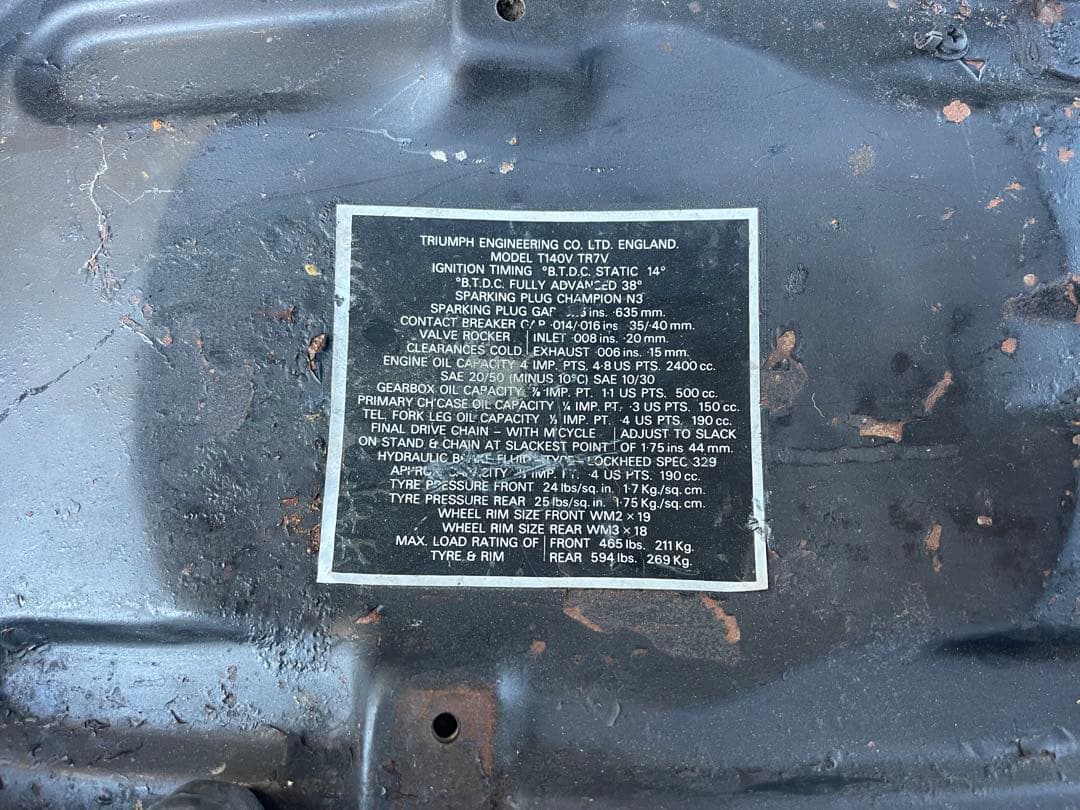 TRIUMPH ENGINEERING CO. LTD. ENGLAND.
MODEL T140V TR7V
IGNITION TIMING °B.T.D.C. STATIC 14°
°B.T.D.C. FULLY ADVANCED 38°
SPARKING PLUG CHAMPION N3
SPARKING PLUG GAP ins. ·635 mm.
CONTACT BREAKER GAP ·014/·016 ins. ·35/·40 mm.
VALVE ROCKER | INLET ·008 ins. ·20 mm.
CLEARANCES COLD | EXHAUST ·006 ins. ·15 mm.
ENGINE OIL CAPACITY 4 IMP. PTS. 4·8 US PTS. 2400 cc.
SAE 20/50 (MINUS 10°C) SAE 10/30
GEARBOX OIL CAPACITY ⅞ IMP. PT. 1·1 US PTS. 500 cc.
PRIMARY CH'CASE OIL CAPACITY ¼ IMP. PT. ·3 US PTS. 150 cc.
TEL. FORK LEG OIL CAPACITY ⅓ IMP. PT. ·4 US PTS. 190 cc.
FINAL DRIVE CHAIN – WITH M'CYCLE | ADJUST TO SLACK
ON STAND & CHAIN AT SLACKEST POINT | OF 1·75 ins 44 mm.
HYDRAULIC BRAKE FLUID – TYPE – LOCKHEED SPEC 329
CAPACITY IMP. PT. ·4 US PTS. 190 cc.
TYRE PRESSURE FRONT 24 lbs/sq. in. 1·7 Kg./sq. cm.
TYRE PRESSURE REAR 25 lbs/sq. in. 1·75 Kg./sq. cm.
WHEEL RIM SIZE FRONT WM2 × 19
WHEEL RIM SIZE REAR WM3 × 18
MAX. LOAD RATING OF | FRONT 465 lbs. 211 Kg.
TYRE & RIM | REAR 594 lbs. 269 Kg.